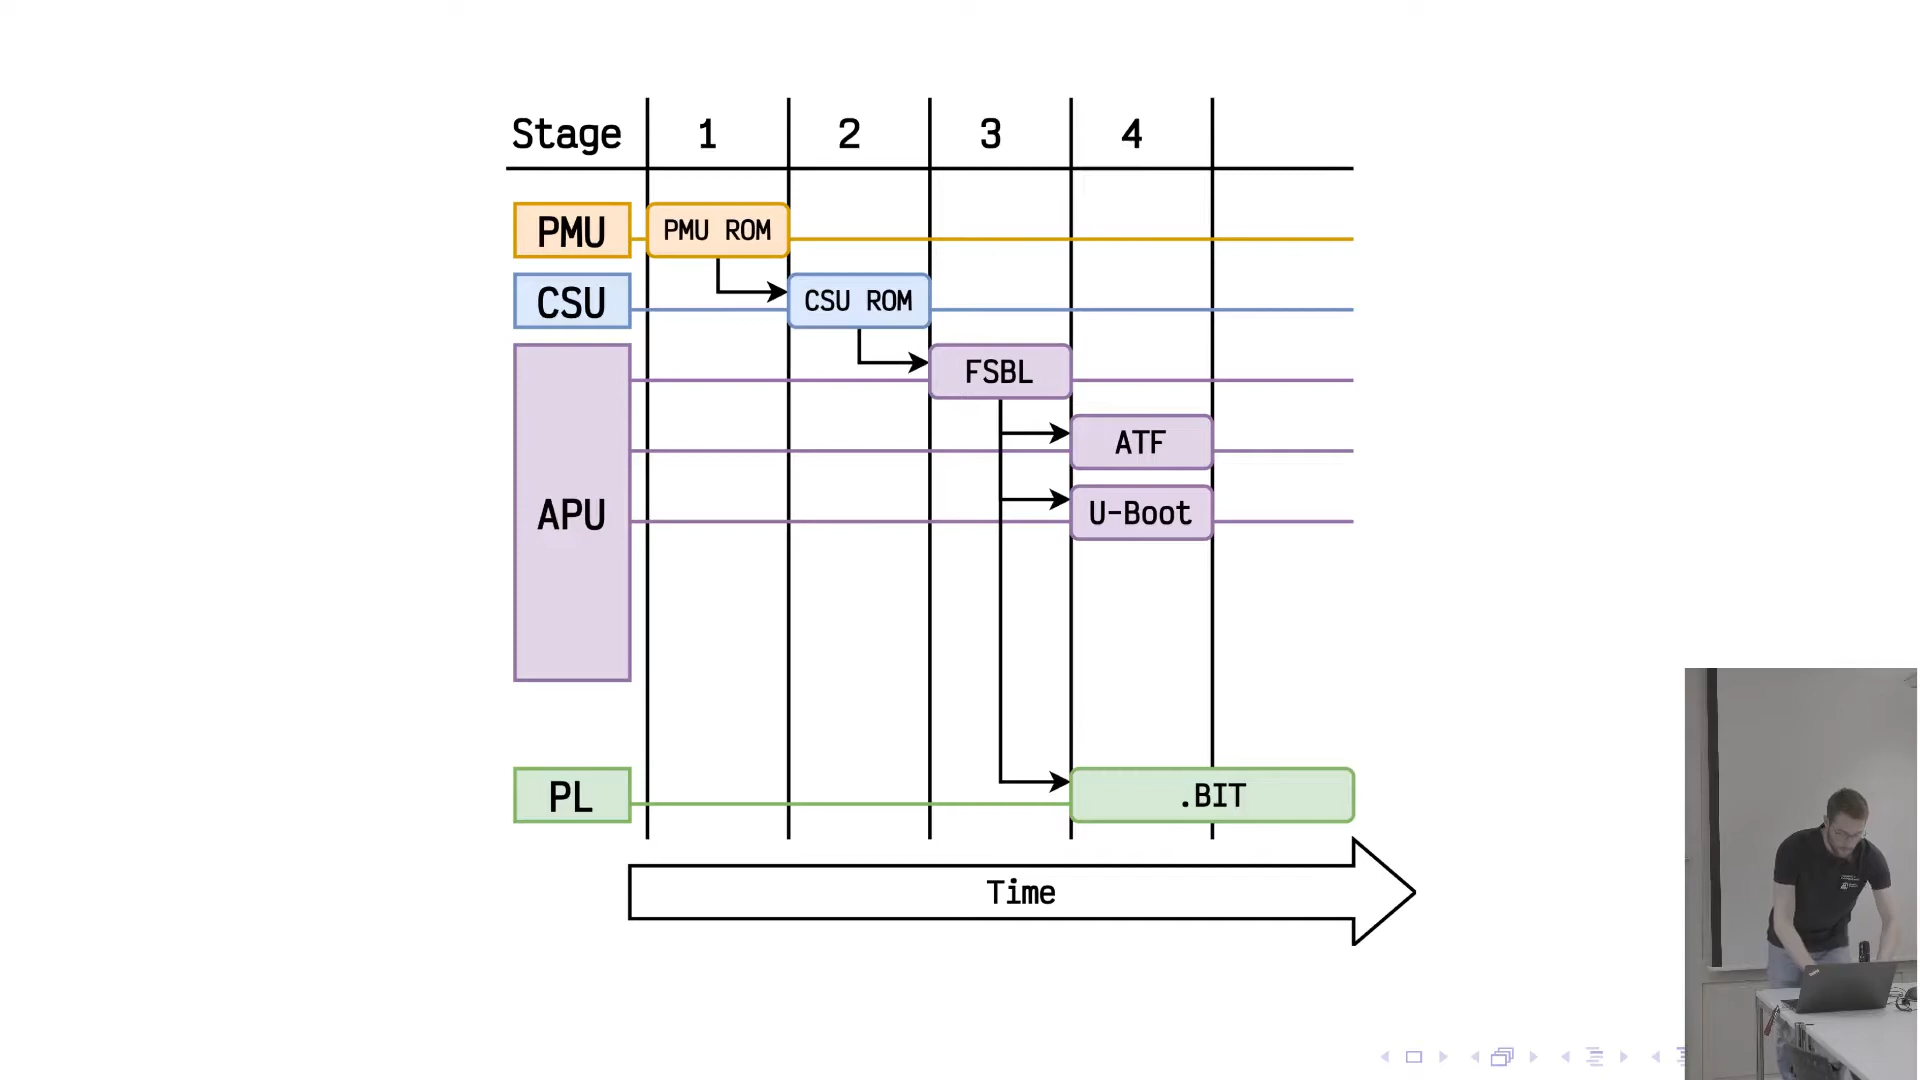 Stage 1 2 3 4
PMU PMU ROM
CSU CSU ROM
FSBL
ATF
APU U-Boot
PL .BIT
Time